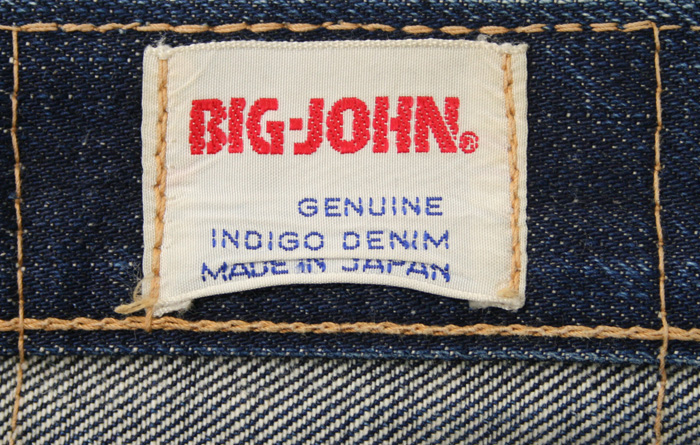 BIG-JOHN®
GENUINE
INDIGO DENIM
MADE IN JAPAN